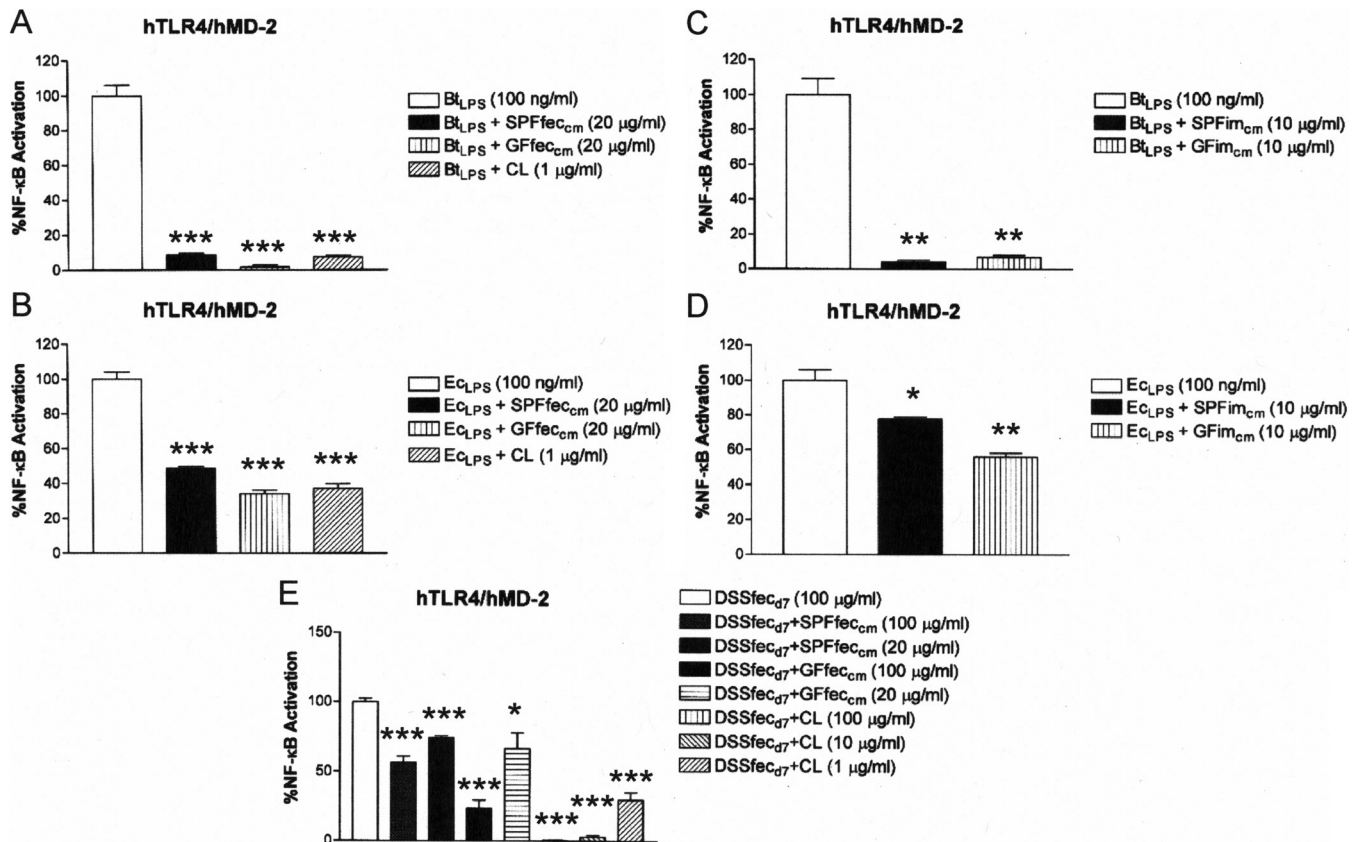 A
hTLR4/hMD-2
%NF-κB Activation
120
100
80
60
40
20
0
***
***
***
BtLPS (100 ng/ml)
BtLPS + SPFfeccm (20 µg/ml)
BtLPS + GFfeccm (20 µg/ml)
BtLPS + CL (1 µg/ml)
B
hTLR4/hMD-2
%NF-κB Activation
120
100
80
60
40
20
0
***
***
***
EcLPS (100 ng/ml)
EcLPS + SPFfeccm (20 µg/ml)
EcLPS + GFfeccm (20 µg/ml)
EcLPS + CL (1 µg/ml)
C
hTLR4/hMD-2
%NF-κB Activation
120
100
80
60
40
20
0
**
**
BtLPS (100 ng/ml)
BtLPS + SPFimcm (10 µg/ml)
BtLPS + GFimcm (10 µg/ml)
D
hTLR4/hMD-2
%NF-κB Activation
120
100
80
60
40
20
0
*
**
EcLPS (100 ng/ml)
EcLPS + SPFimcm (10 µg/ml)
EcLPS + GFimcm (10 µg/ml)
E
hTLR4/hMD-2
%NF-κB Activation
150
100
50
0
***
***
***
*
***
***
***
DSSfecd7 (100 µg/ml)
DSSfecd7+SPFfeccm (100 µg/ml)
DSSfecd7+SPFfeccm (20 µg/ml)
DSSfecd7+GFfeccm (100 µg/ml)
DSSfecd7+GFfeccm (20 µg/ml)
DSSfecd7+CL (100 µg/ml)
DSSfecd7+CL (10 µg/ml)
DSSfecd7+CL (1 µg/ml)